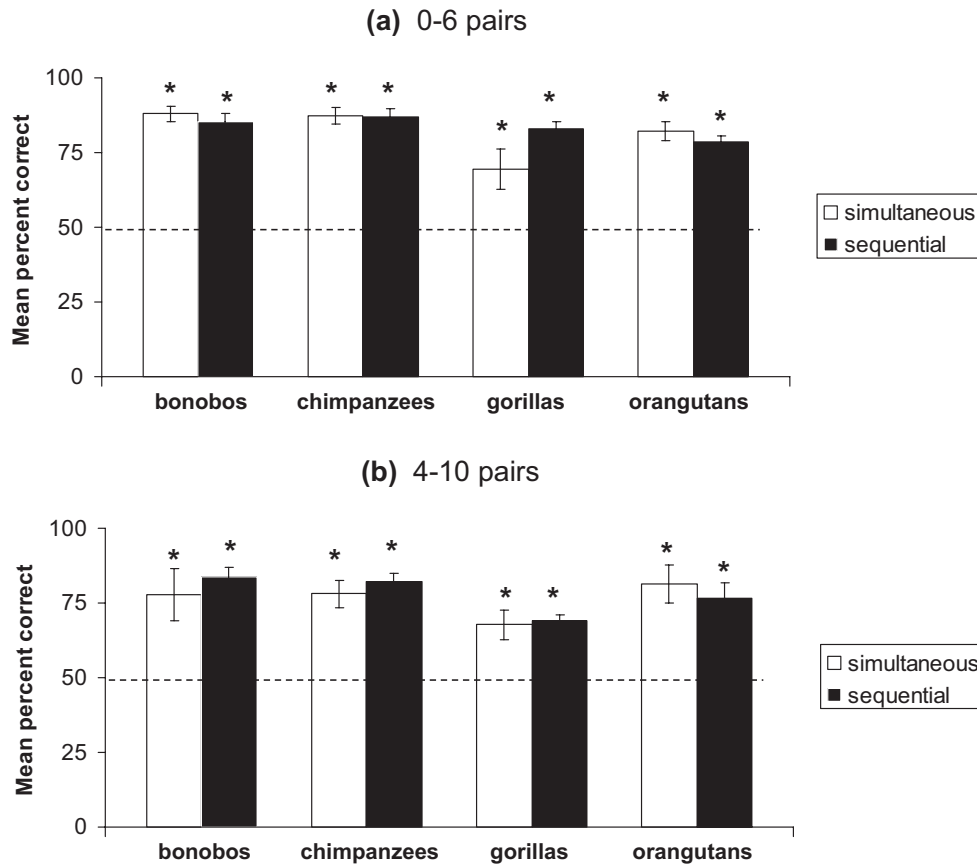 (a) 0-6 pairs
100
75
50
25
0
Mean percent correct
* * * * * * * *
bonobos chimpanzees gorillas orangutans
simultaneous
sequential
(b) 4-10 pairs
100
75
50
25
0
Mean percent correct
* * * * * * * *
bonobos chimpanzees gorillas orangutans
simultaneous
sequential